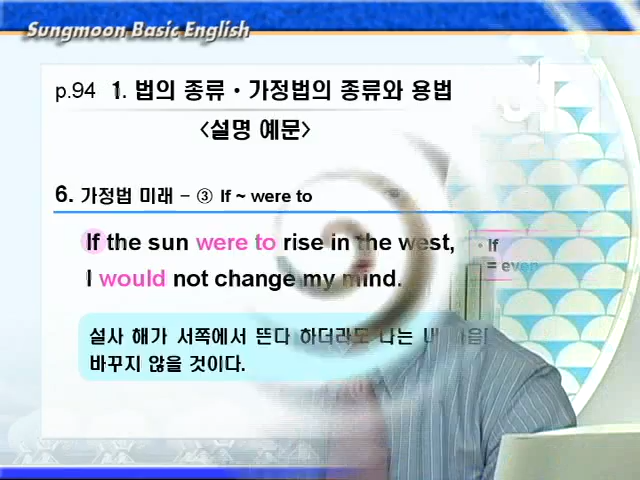 Sungmoon Basic English
p.94 1. 법의 종류 • 가정법의 종류와 용법
<설명 예문>
6. 가정법 미래 - ③ If ~ were to
If the sun were to rise in the west,
I would not change my mind.
• If
= even
설사 해가 서쪽에서 뜬다 하더라도 나는 내
바꾸지 않을 것이다.